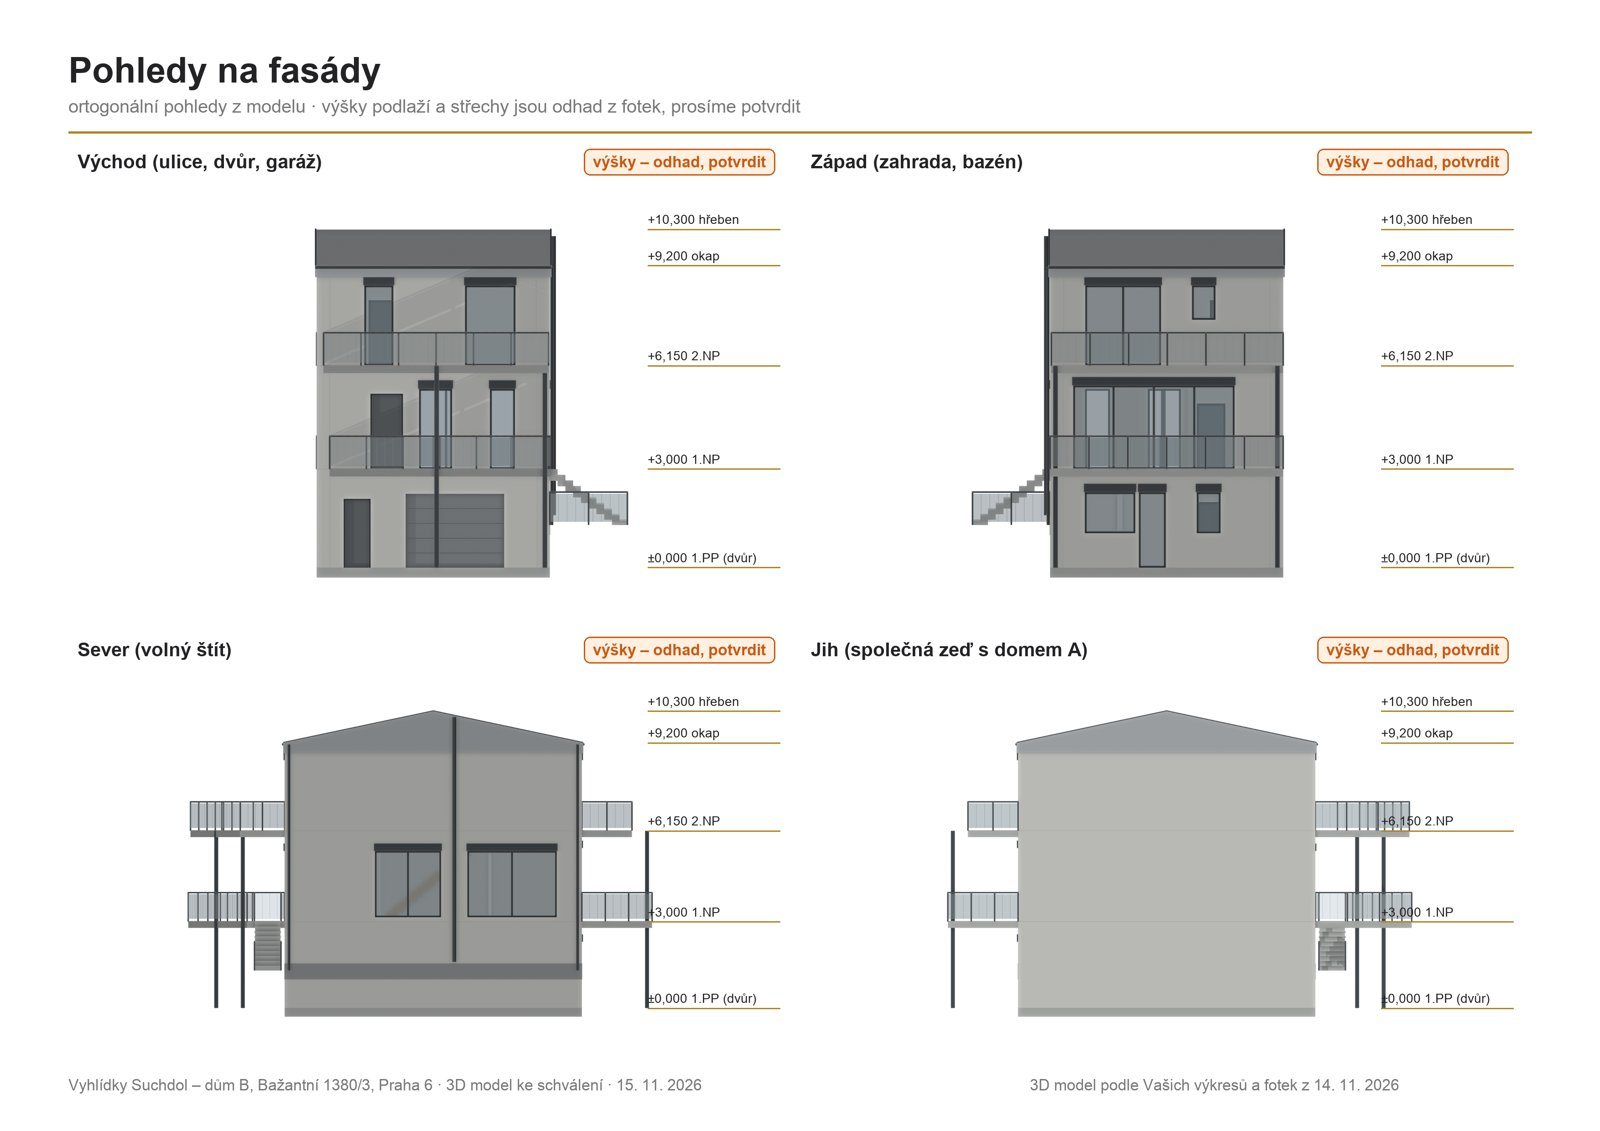 Pohledy na fasády
ortogonální pohledy z modelu · výšky podlaží a střechy jsou odhad z fotek, prosíme potvrdit
Východ (ulice, dvůr, garáž)
výšky – odhad, potvrdit
+10,300 hřeben
+9,200 okap
+6,150 2.NP
+3,000 1.NP
±0,000 1.PP (dvůr)
Západ (zahrada, bazén)
výšky – odhad, potvrdit
+10,300 hřeben
+9,200 okap
+6,150 2.NP
+3,000 1.NP
±0,000 1.PP (dvůr)
Sever (volný štít)
výšky – odhad, potvrdit
+10,300 hřeben
+9,200 okap
+6,150 2.NP
+3,000 1.NP
±0,000 1.PP (dvůr)
Jih (společná zeď s domem A)
výšky – odhad, potvrdit
+10,300 hřeben
+9,200 okap
+6,150 2.NP
+3,000 1.NP
±0,000 1.PP (dvůr)
Vyhlídky Suchdol – dům B, Bažantní 1380/3, Praha 6 · 3D model ke schválení · 15. 11. 2026
3D model podle Vašich výkresů a fotek z 14. 11. 2026